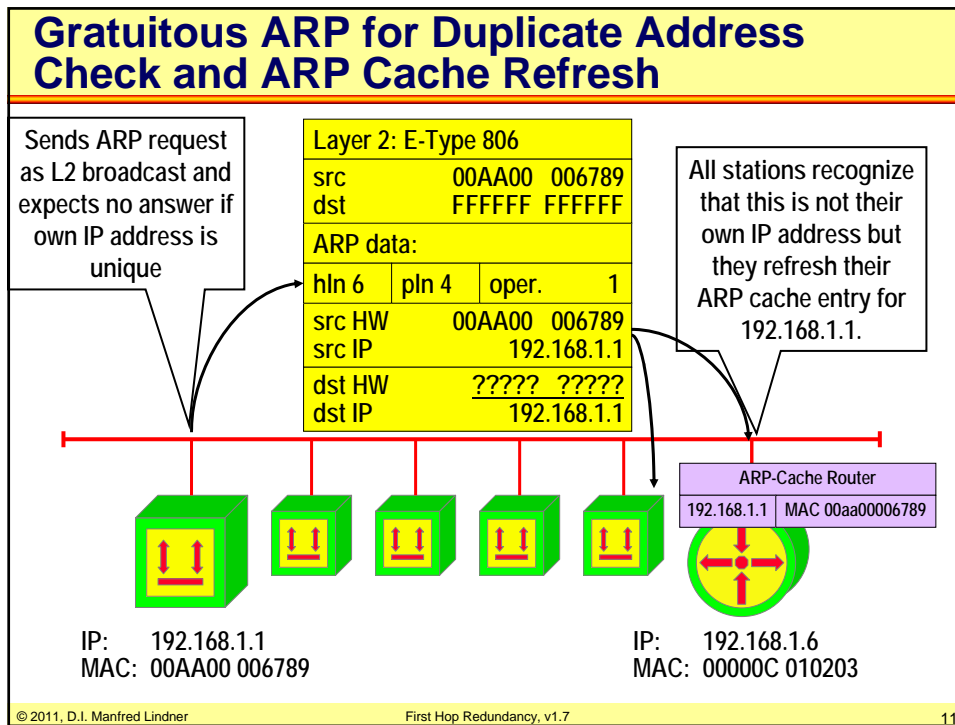 Gratuitous ARP for Duplicate Address
Check and ARP Cache Refresh
Sends ARP request
as L2 broadcast and
expects no answer if
own IP address is
unique
Layer 2: E-Type 806
src 00AA00 006789
dst FFFFFF FFFFFF
ARP data:
hln 6 pln 4 oper. 1
src HW 00AA00 006789
src IP 192.168.1.1
dst HW ????? ?????
dst IP 192.168.1.1
All stations recognize
that this is not their
own IP address but
they refresh their
ARP cache entry for
192.168.1.1.
ARP-Cache Router
192.168.1.1 MAC 00aa00006789
IP: 192.168.1.1
MAC: 00AA00 006789
IP: 192.168.1.6
MAC: 00000C 010203
© 2011, D.I. Manfred Lindner First Hop Redundancy, v1.7 11